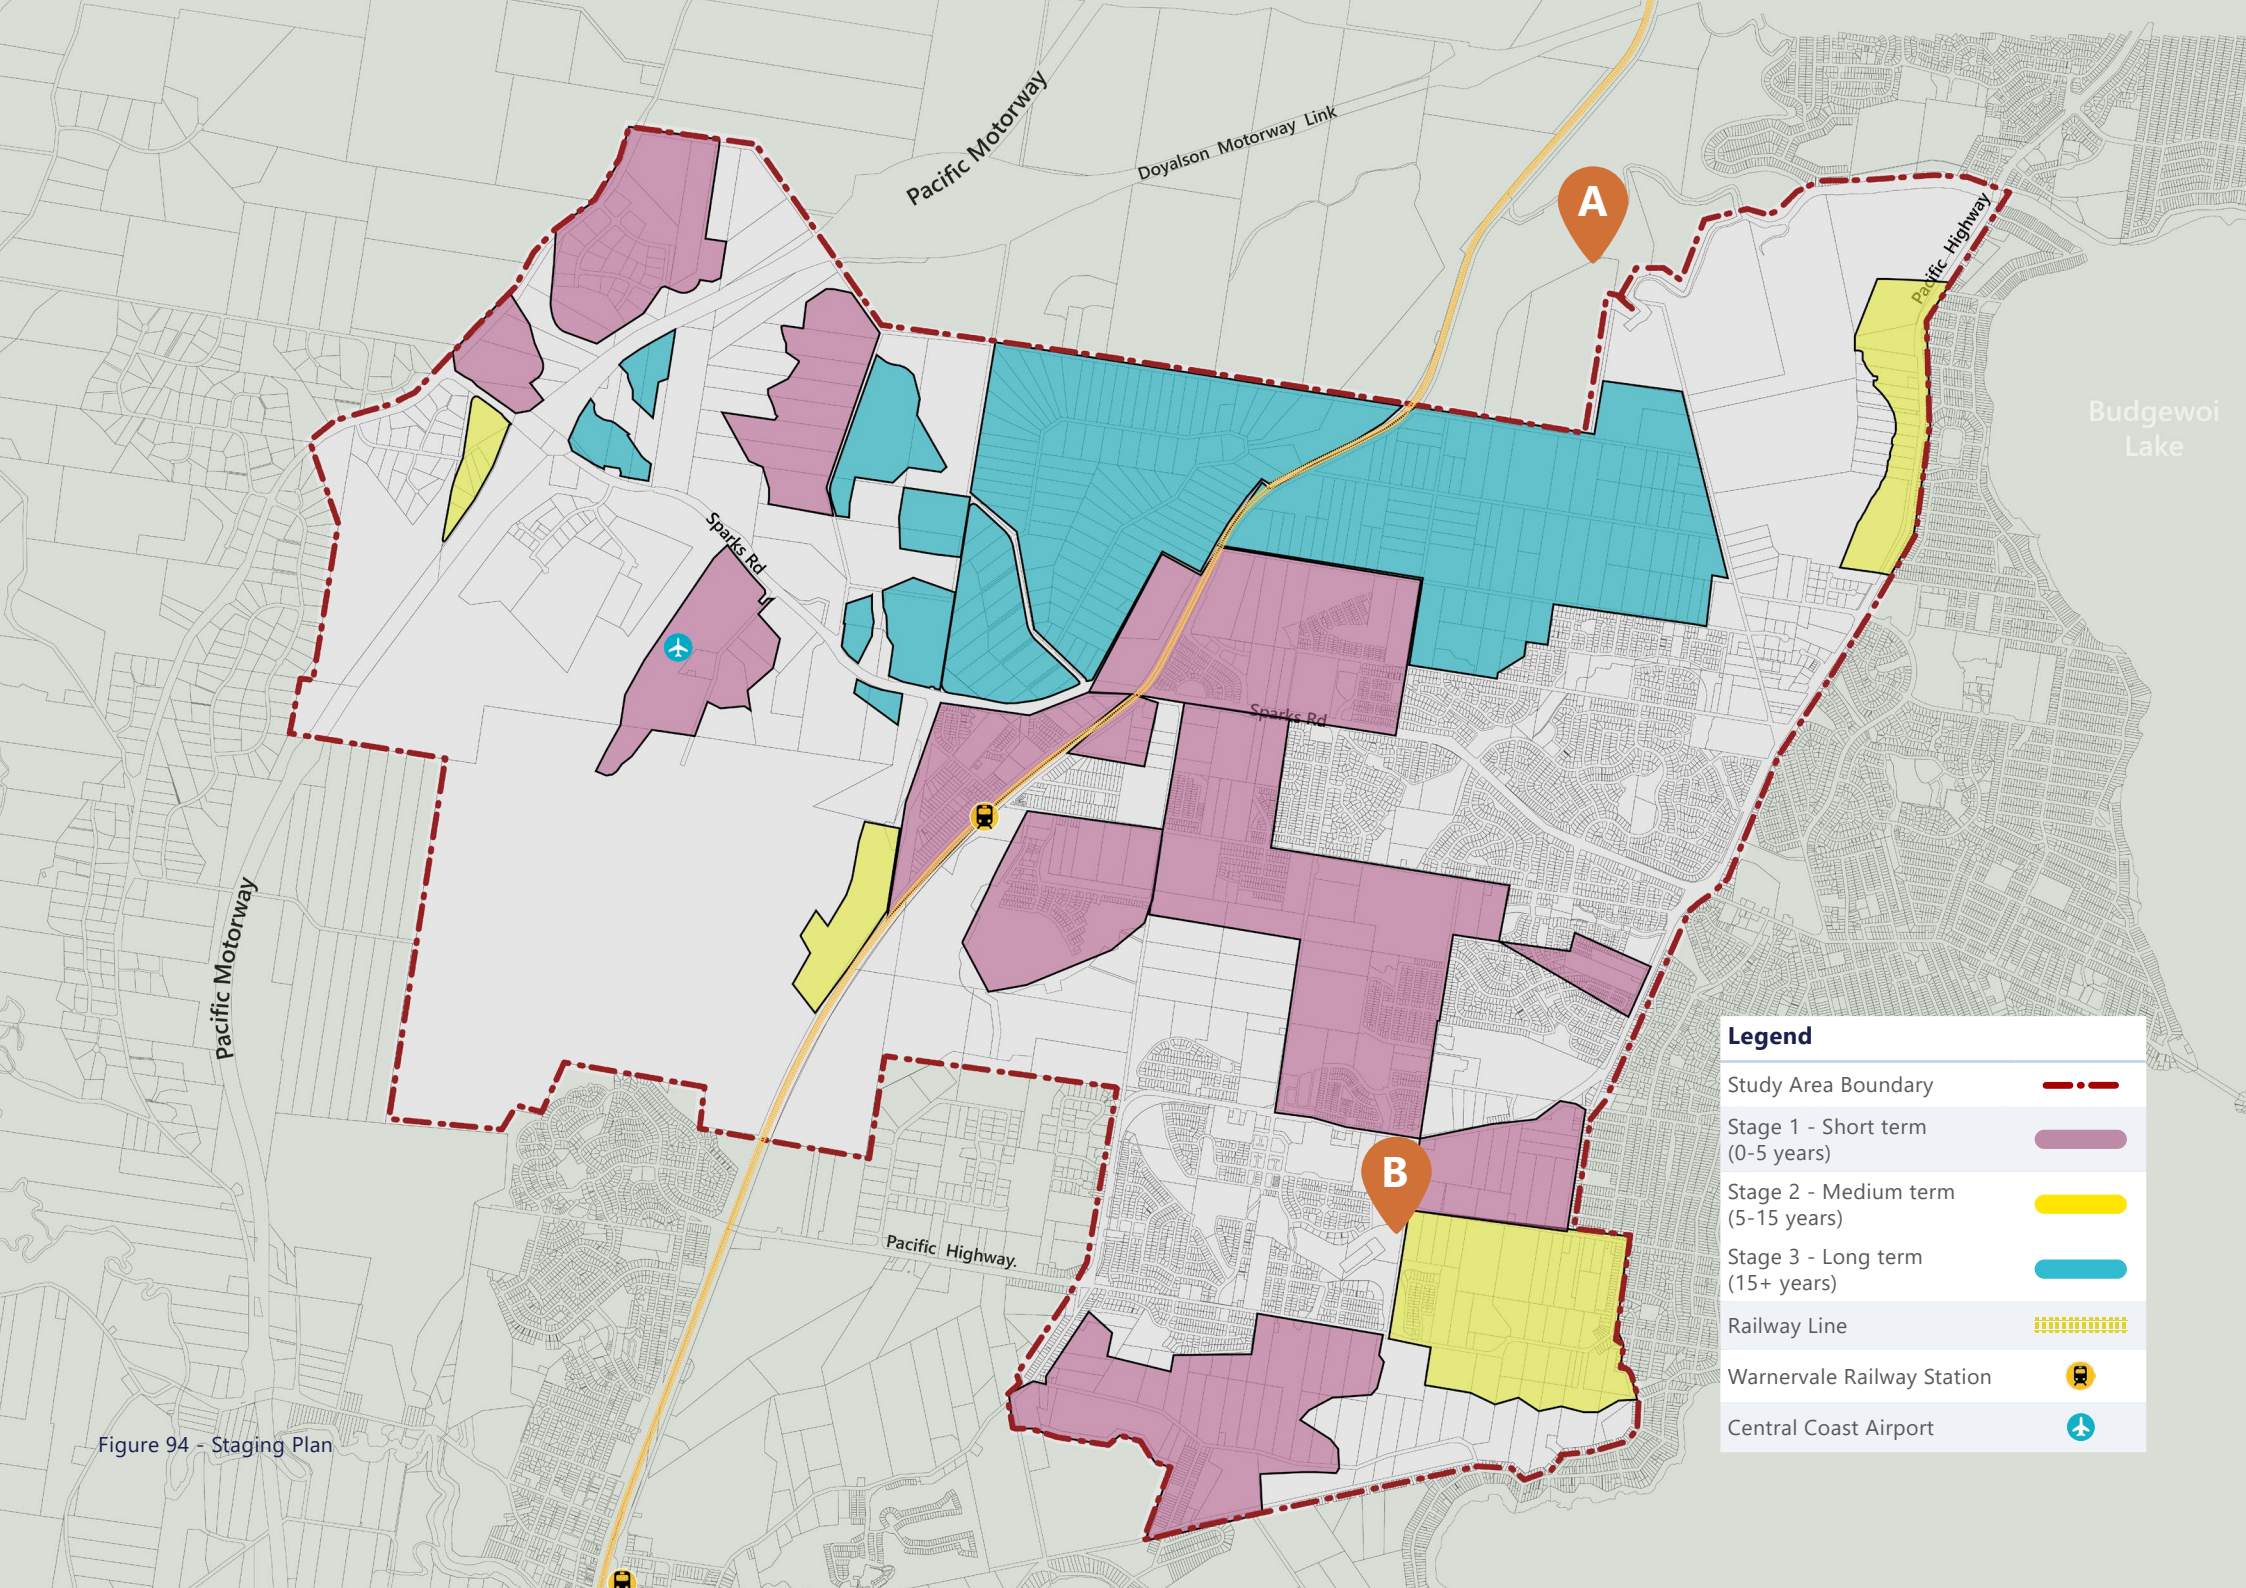 Pacific Motorway
Doyalson Motorway Link
A
Pacific Highway
Budgewoi
Lake
Sparks Rd
Sparks Rd
Pacific Motorway
B
Pacific Highway.
Legend
Study Area Boundary
Stage 1 - Short term
(0-5 years)
Stage 2 - Medium term
(5-15 years)
Stage 3 - Long term
(15+ years)
Railway Line
Warnervale Railway Station
Central Coast Airport
Figure 94 - Staging Plan